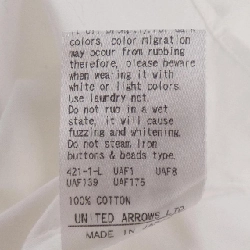 colors, color migration
may occur from rubbing
therefore, please beware
when wearing it with
white or light colors.
Use laundry net.
Do not rub in a wet
state, it will cause
fuzzing and whitening.
Do not steam iron
buttons & beads type.
421-1-L UAF1 UAF8
UAF139 UAF175
100% COTTON
UNITED ARROWS LTD.
MADE IN